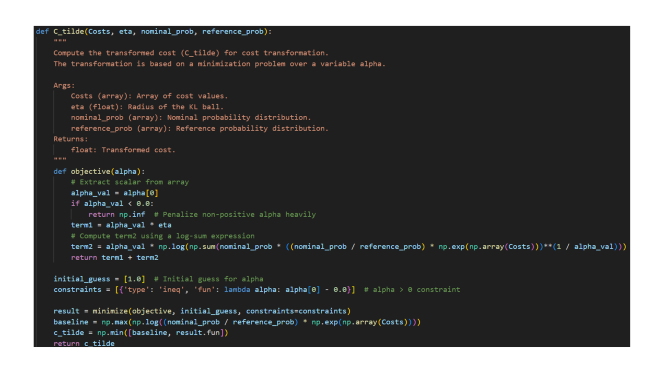 def C_tilde(Costs, eta, nominal_prob, reference_prob):
"""
Compute the transformed cost (C_tilde) for cost transformation.
The transformation is based on a minimization problem over a variable alpha.
Args:
Costs (array): Array of cost values.
eta (float): Radius of the KL ball.
nominal_prob (array): Nominal probability distribution.
reference_prob (array): Reference probability distribution.
Returns:
float: Transformed cost.
"""
def objective(alpha):
# Extract scalar from array
alpha_val = alpha[0]
if alpha_val < 0.0:
return np.inf # Penalize non-positive alpha heavily
term1 = alpha_val * eta
# Compute term2 using a log-sum expression
term2 = alpha_val * np.log(np.sum(nominal_prob * ((nominal_prob / reference_prob) * np.exp(np.array(Costs)))**(1 / alpha_val)))
return term1 + term2
initial_guess = [1.0] # Initial guess for alpha
constraints = [{'type': 'ineq', 'fun': lambda alpha: alpha[0] - 0.0}] # alpha > 0 constraint
result = minimize(objective, initial_guess, constraints=constraints)
baseline = np.max(np.log((nominal_prob / reference_prob) * np.exp(np.array(Costs))))
c_tilde = np.min([baseline, result.fun])
return c_tilde